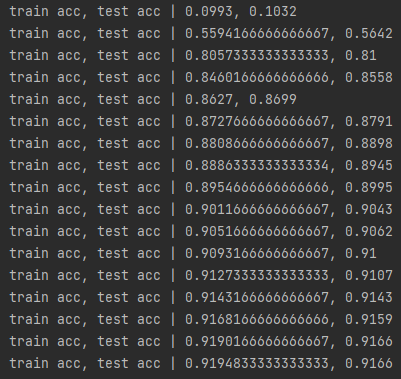 train acc, test acc | 0.0993, 0.1032
train acc, test acc | 0.5594166666666667, 0.5642
train acc, test acc | 0.8057333333333333, 0.81
train acc, test acc | 0.8460166666666666, 0.8558
train acc, test acc | 0.8627, 0.8699
train acc, test acc | 0.8727666666666667, 0.8791
train acc, test acc | 0.8808666666666667, 0.8898
train acc, test acc | 0.8886333333333334, 0.8945
train acc, test acc | 0.8954666666666666, 0.8995
train acc, test acc | 0.9011666666666667, 0.9043
train acc, test acc | 0.9051666666666667, 0.9062
train acc, test acc | 0.9093166666666667, 0.91
train acc, test acc | 0.9127333333333333, 0.9107
train acc, test acc | 0.9143166666666667, 0.9143
train acc, test acc | 0.9168166666666666, 0.9159
train acc, test acc | 0.9190166666666667, 0.9166
train acc, test acc | 0.9194833333333333, 0.9166